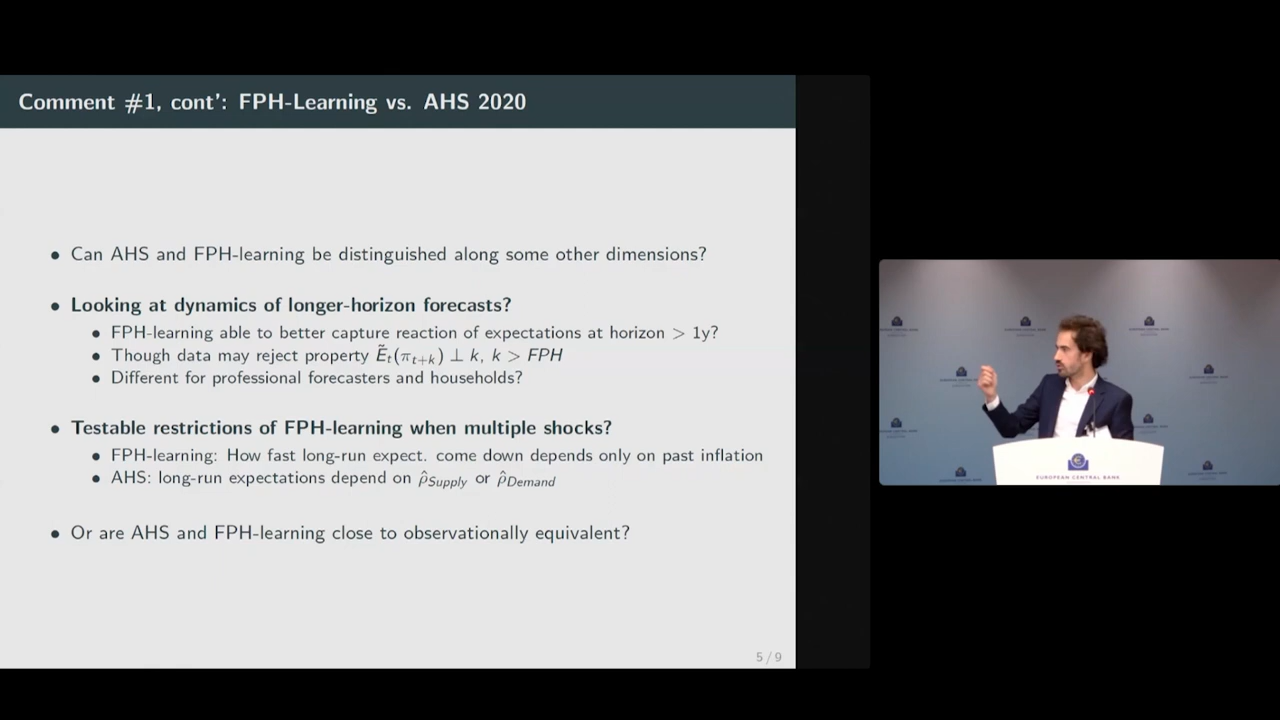 Comment #1, cont': FPH-Learning vs. AHS 2020
• Can AHS and FPH-learning be distinguished along some other dimensions?
• Looking at dynamics of longer-horizon forecasts?
• FPH-learning able to better capture reaction of expectations at horizon > 1y?
• Though data may reject property Ẽ_t(π_{t+k}) ⊥ k, k > FPH
• Different for professional forecasters and households?
• Testable restrictions of FPH-learning when multiple shocks?
• FPH-learning: How fast long-run expect. come down depends only on past inflation
• AHS: long-run expectations depend on ρ̂_{Supply} or ρ̂_{Demand}
• Or are AHS and FPH-learning close to observationally equivalent?
5 / 9
EUROPEAN CENTRAL BANK